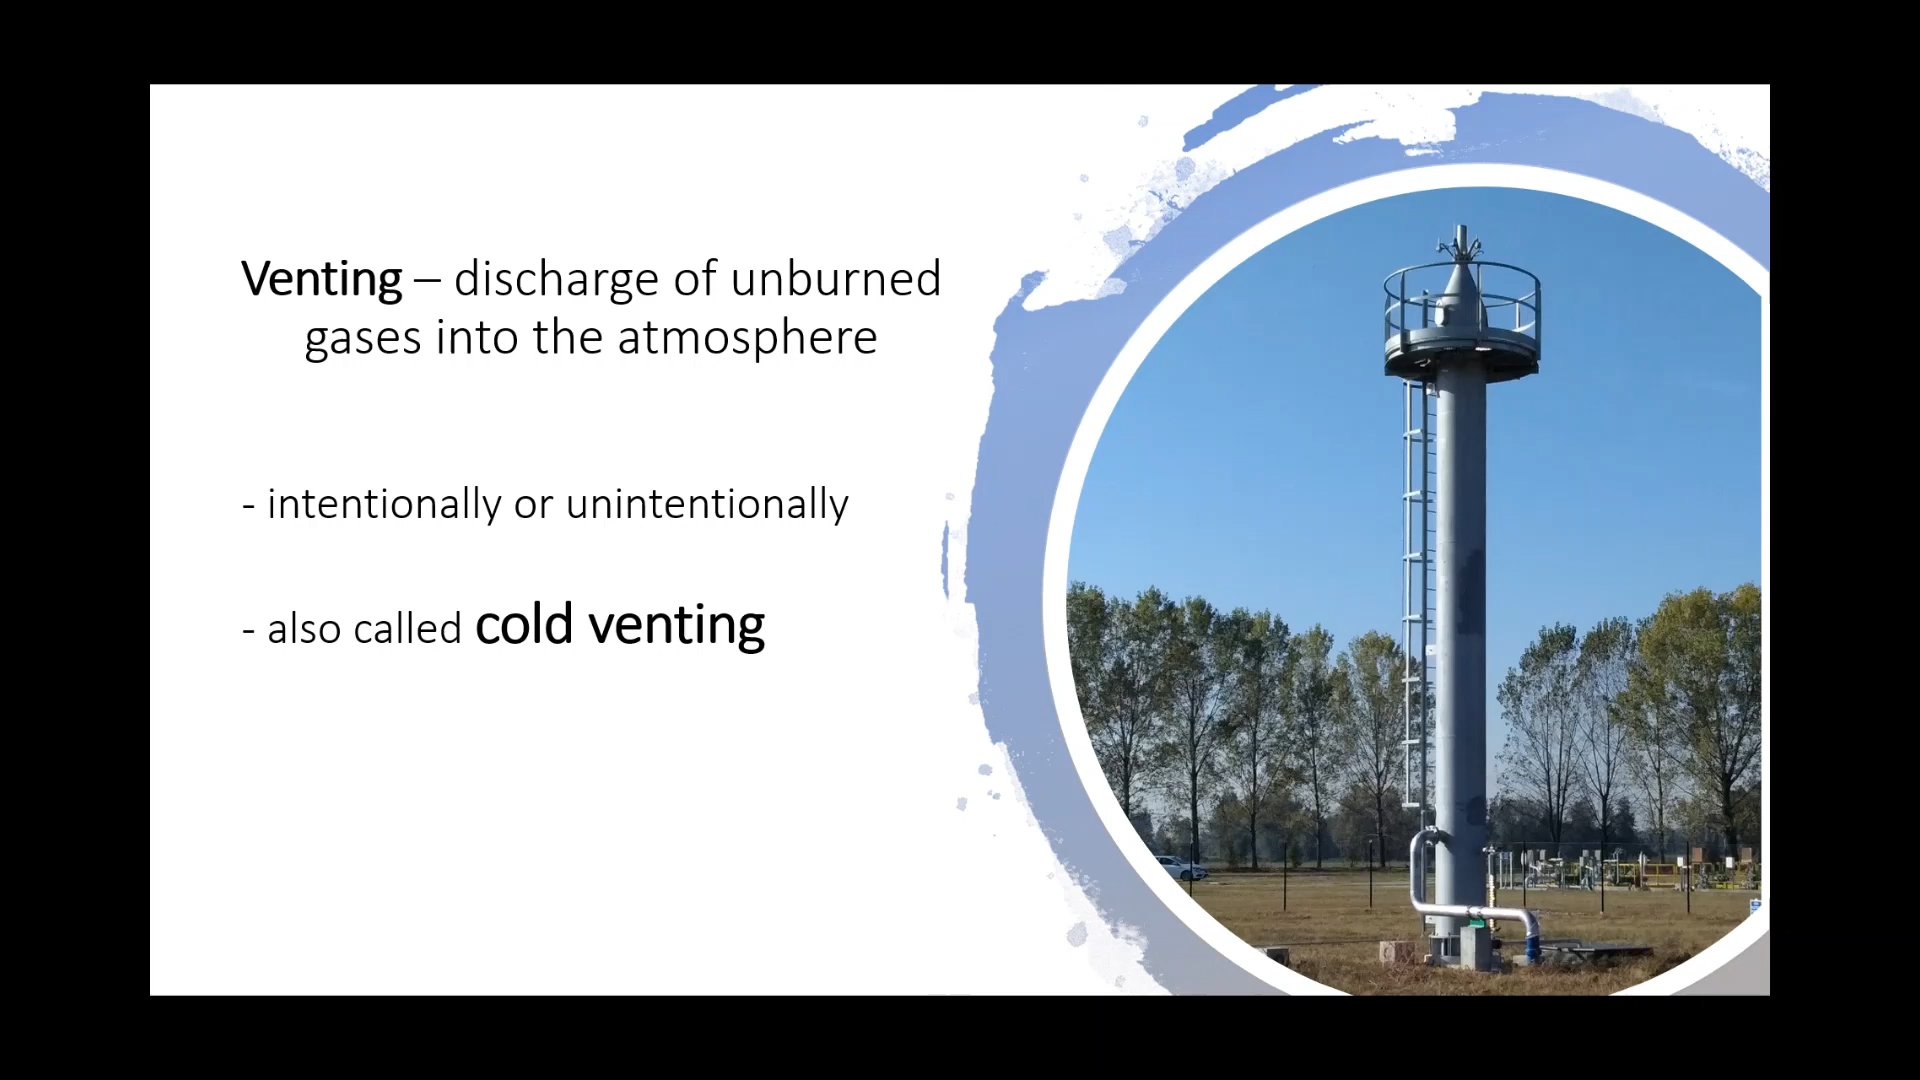 Venting – discharge of unburned
gases into the atmosphere
- intentionally or unintentionally
- also called cold venting